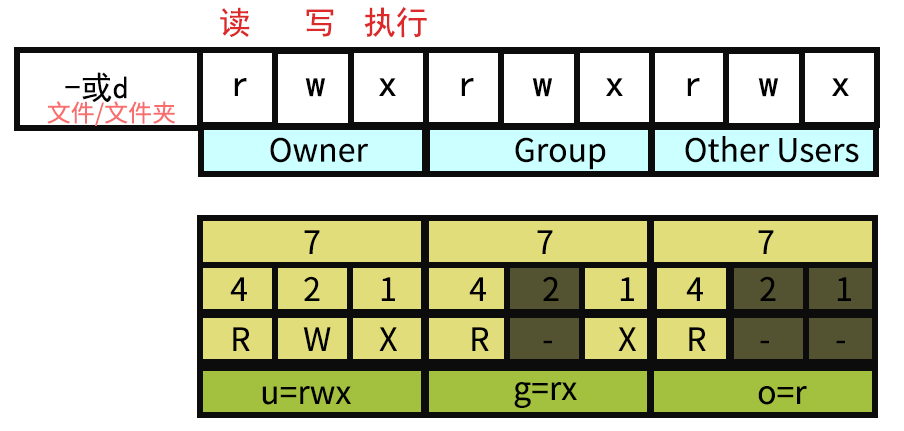 读 写 执行
-或d r w x r w x r w x
文件/文件夹
Owner Group Other Users
7 7 7
4 2 1 4 2 1 4 2 1
R W X R - X R - -
u=rwx g=rx o=r